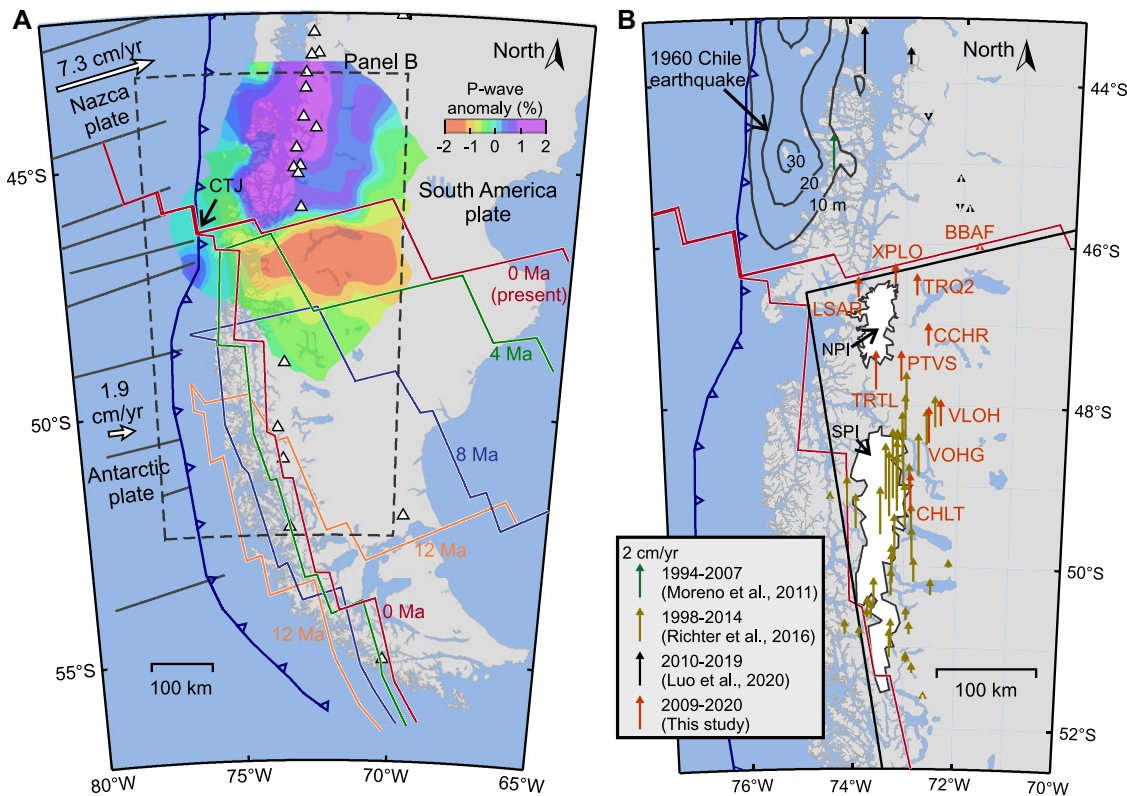 A
7.3 cm/yr
Nazca
plate
North
Panel B
P-wave
anomaly (%)
-2 -1 0 1 2
45°S
CTJ
South America
plate
0 Ma
(present)
4 Ma
1.9
cm/yr
50°S
8 Ma
Antarctic
plate
12 Ma
0 Ma
12 Ma
55°S
100 km
80°W
75°W
70°W
65°W
B
1960 Chile
earthquake
North
44°S
30
20
10 m
BBAF
46°S
XPLO
TRQ2
LSAR
CCHR
NPI
PTVS
TRTL
48°S
VLOH
SPI
VOHG
CHLT
2 cm/yr
1994-2007
(Moreno et al., 2011)
1998-2014
(Richter et al., 2016)
2010-2019
(Luo et al., 2020)
2009-2020
(This study)
50°S
100 km
52°S
76°W
74°W
72°W
70°W